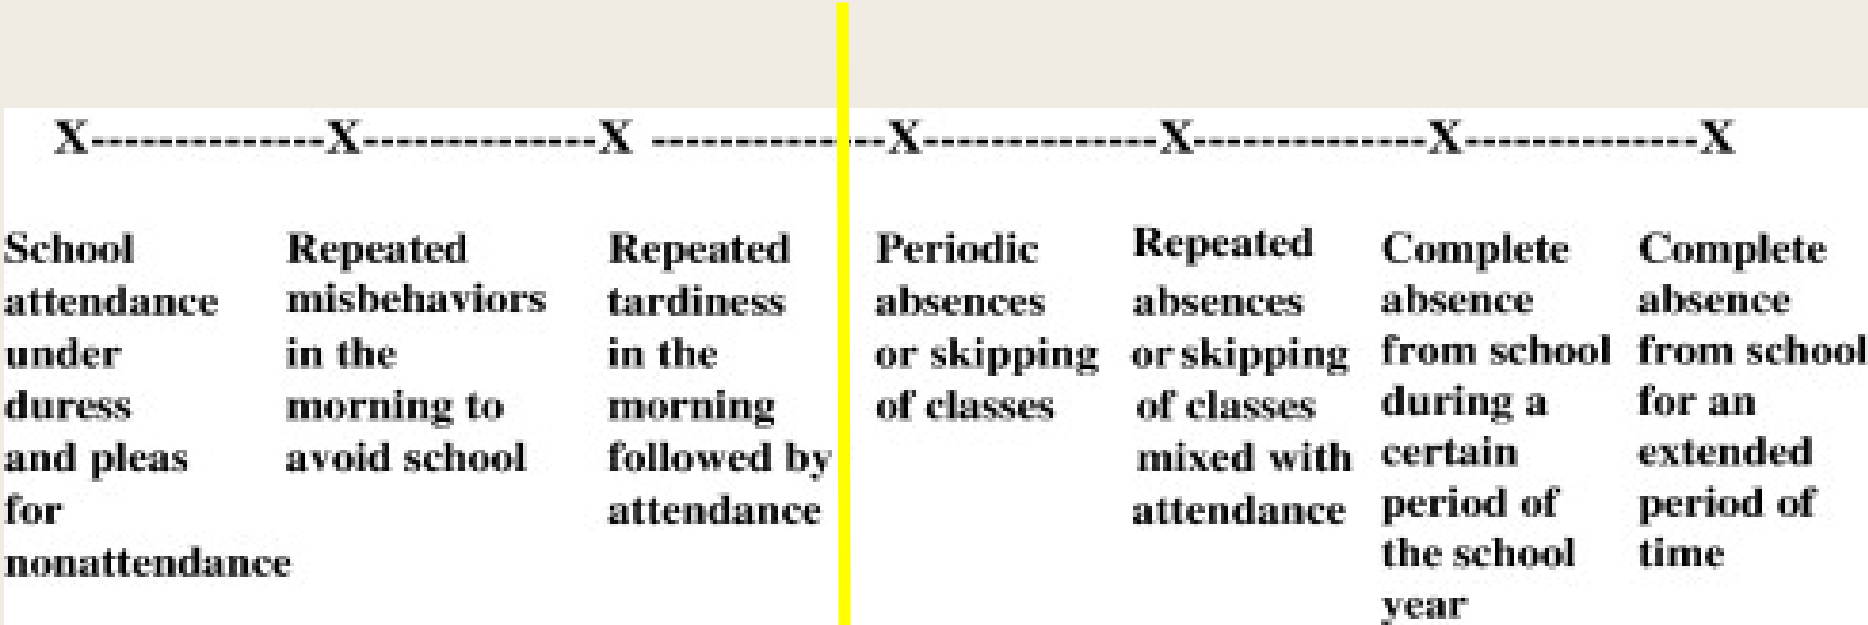 X--------------X--------------X --------------X--------------X--------------X--------------X
School
attendance
under
duress
and pleas
for
nonattendance
Repeated
misbehaviors
in the
morning to
avoid school
Repeated
tardiness
in the
morning
followed by
attendance
Periodic
absences
or skipping
of classes
Repeated
absences
or skipping
of classes
mixed with
attendance
Complete
absence
from school
during a
certain
period of
the school
year
Complete
absence
from school
for an
extended
period of
time